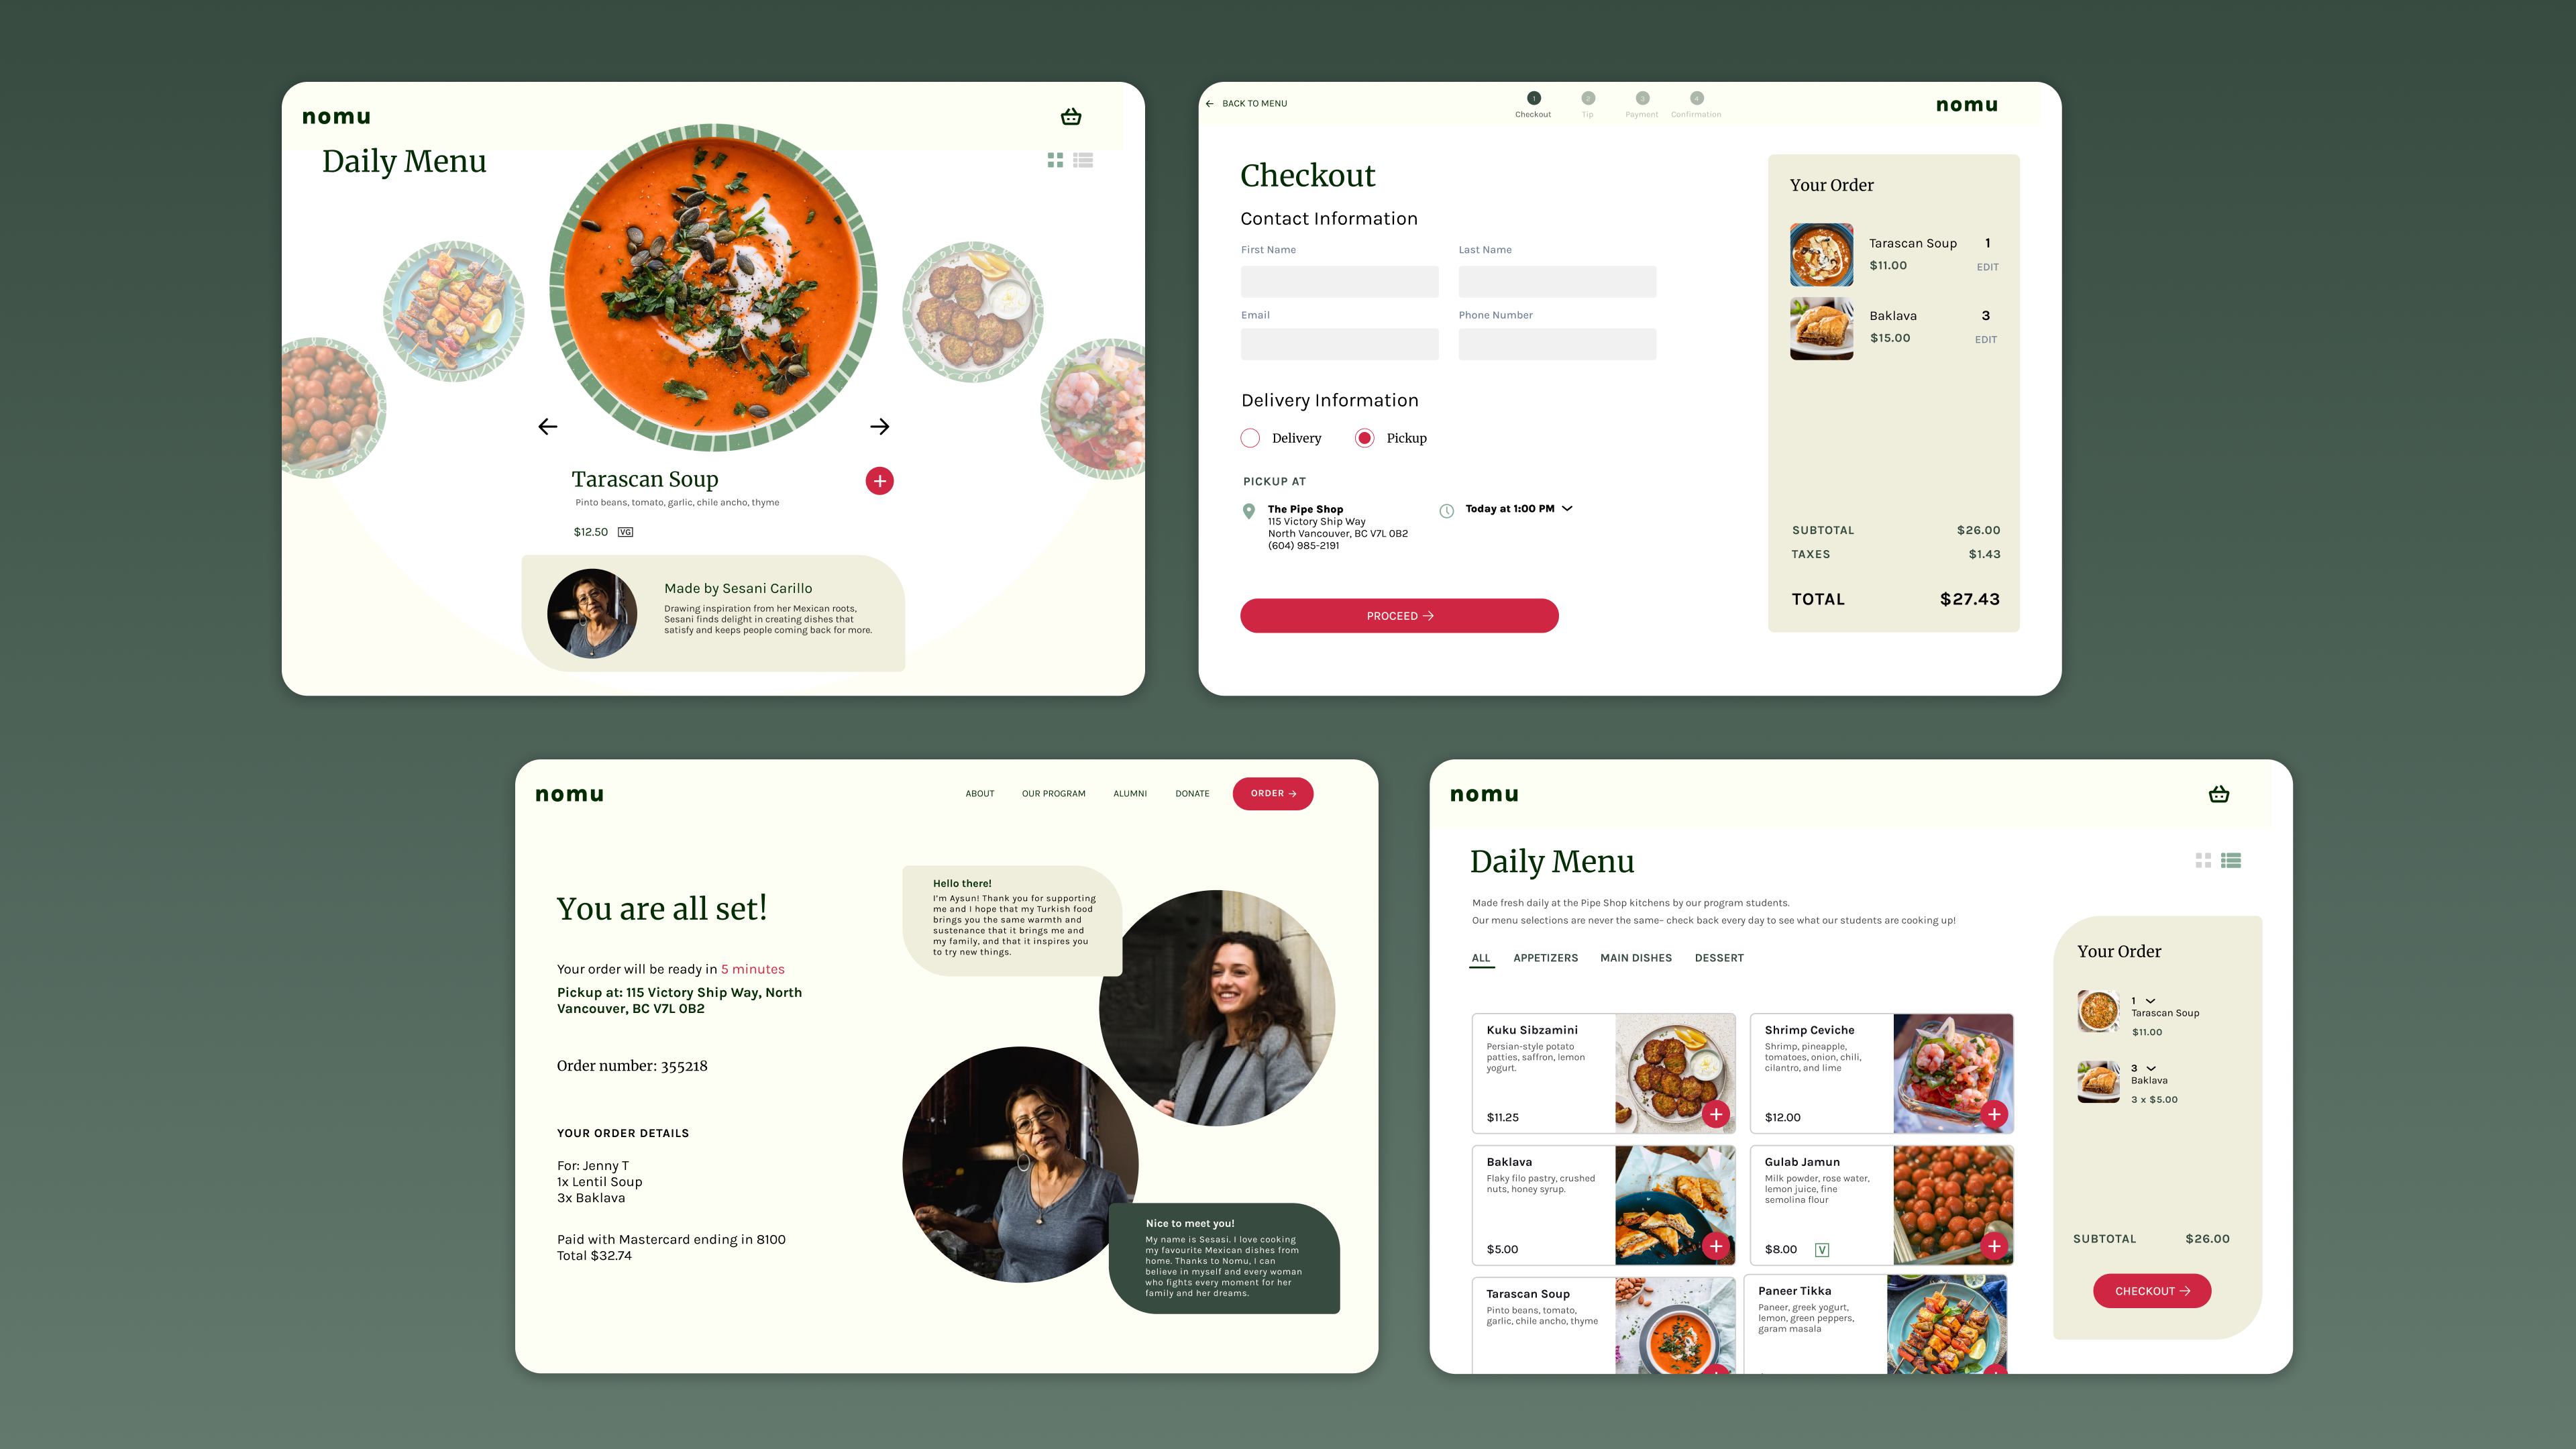 nomu
Daily Menu
Tarascan Soup
Pinto beans, tomato, garlic, chile ancho, thyme
$12.50 VG
Made by Sesani Carillo
Drawing inspiration from her Mexican roots,
Sesani finds delight in creating dishes that
satisfy and keeps people coming back for more.
BACK TO MENU
1 2 3 4
Checkout Tip Payment Confirmation
nomu
Checkout
Contact Information
First Name Last Name
Email Phone Number
Delivery Information
Delivery Pickup
PICKUP AT
The Pipe Shop
115 Victory Ship Way
North Vancouver, BC V7L 0B2
(604) 985-2191
Today at 1:00 PM
PROCEED
Your Order
Tarascan Soup 1
$11.00 EDIT
Baklava 3
$15.00 EDIT
SUBTOTAL $26.00
TAXES $1.43
TOTAL $27.43
nomu
ABOUT OUR PROGRAM ALUMNI DONATE ORDER
You are all set!
Your order will be ready in 5 minutes
Pickup at: 115 Victory Ship Way, North
Vancouver, BC V7L 0B2
Order number: 355218
YOUR ORDER DETAILS
For: Jenny T
1x Lentil Soup
3x Baklava
Paid with Mastercard ending in 8100
Total $32.74
Hello there!
I'm Aysun! Thank you for supporting
me and I hope that my Turkish food
brings you the same warmth and
sustenance that it brings me and
my family, and that it inspires you
to try new things.
Nice to meet you!
My name is Sesasi. I love cooking
my favourite Mexican dishes from
home. Thanks to Nomu, I can
believe in myself and every woman
who fights every moment for her
family and her dreams.
nomu
Daily Menu
Made fresh daily at the Pipe Shop kitchens by our program students.
Our menu selections are never the same– check back every day to see what our students are cooking up!
ALL APPETIZERS MAIN DISHES DESSERT
Kuku Sibzamini
Persian-style potato
patties, saffron, lemon
yogurt.
$11.25
Shrimp Ceviche
Shrimp, pineapple,
tomatoes, onion, chili,
cilantro, and lime
$12.00
Baklava
Flaky filo pastry, crushed
nuts, honey syrup.
$5.00
Gulab Jamun
Milk powder, rose water,
lemon juice, fine
semolina flour
$8.00 V
Tarascan Soup
Pinto beans, tomato,
garlic, chile ancho, thyme
Paneer Tikka
Paneer, greek yogurt,
lemon, green peppers,
garam masala
Your Order
1
Tarascan Soup
$11.00
3
Baklava
3 x $5.00
SUBTOTAL $26.00
CHECKOUT